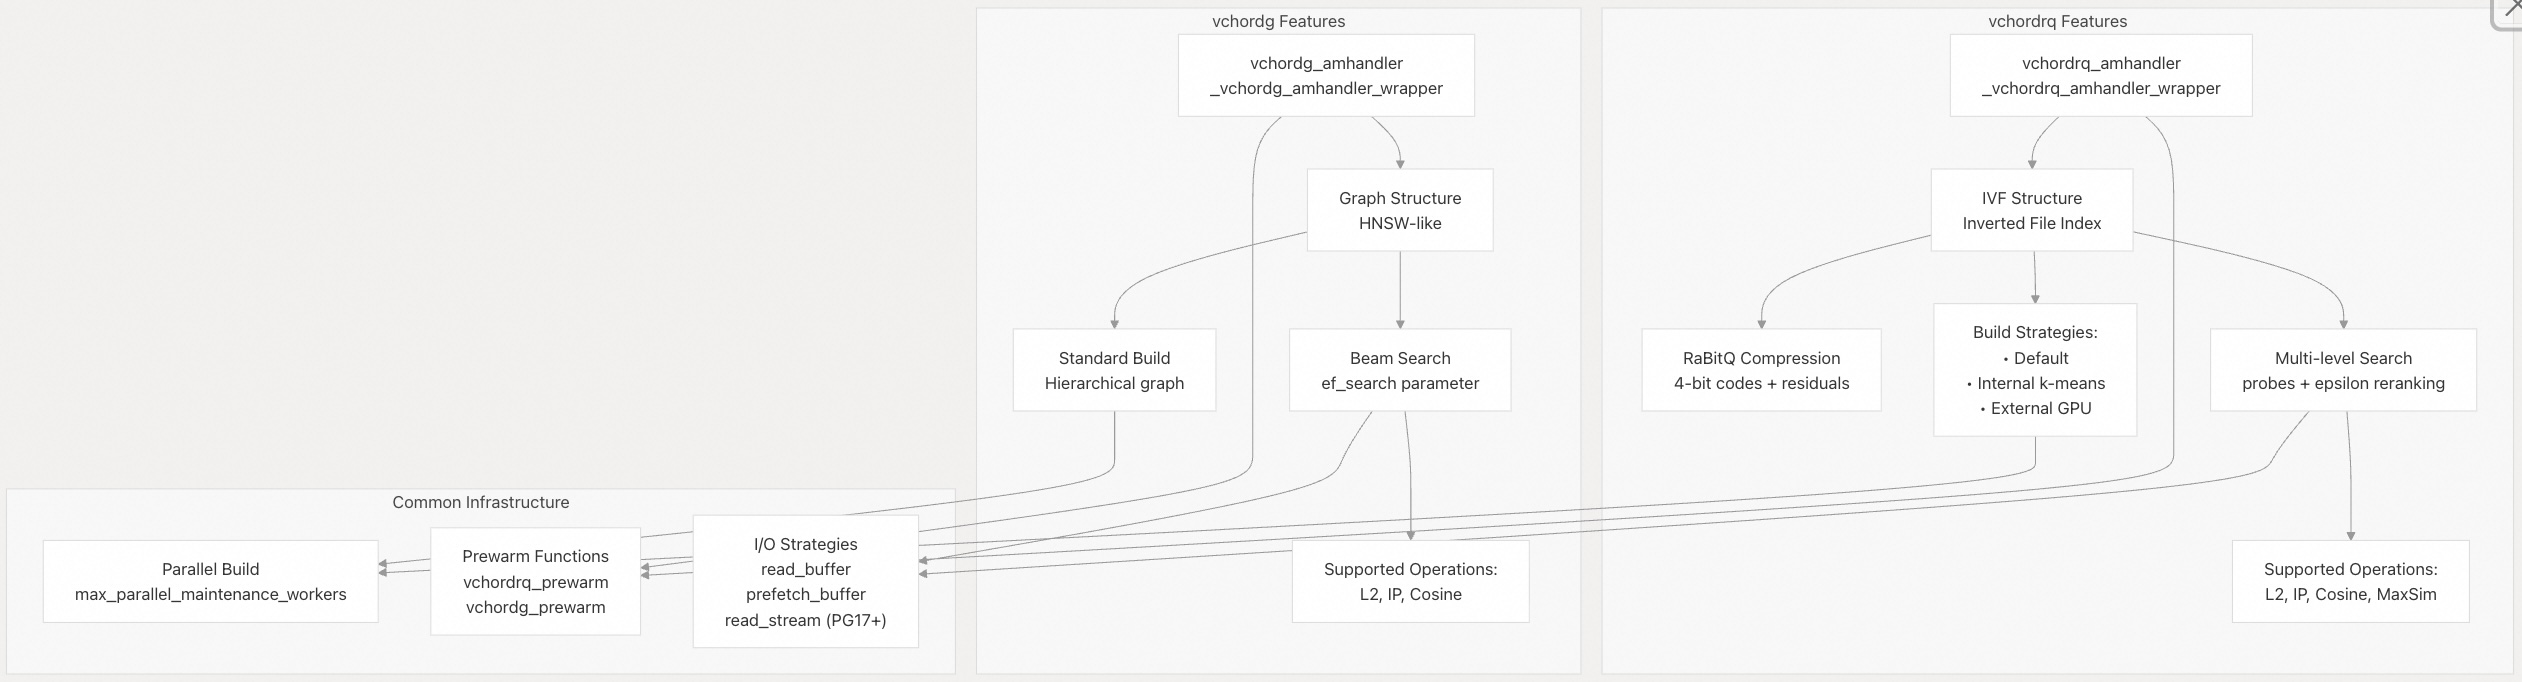 vchordg Features
vchordg_amhandler
_vchordg_amhandler_wrapper
Graph Structure
HNSW-like
Standard Build
Hierarchical graph
Beam Search
ef_search parameter
Supported Operations:
L2, IP, Cosine
vchordrq Features
vchordrq_amhandler
_vchordrq_amhandler_wrapper
IVF Structure
Inverted File Index
RaBitQ Compression
4-bit codes + residuals
Build Strategies:
• Default
• Internal k-means
• External GPU
Multi-level Search
probes + epsilon reranking
Supported Operations:
L2, IP, Cosine, MaxSim
Common Infrastructure
Parallel Build
max_parallel_maintenance_workers
Prewarm Functions
vchordrq_prewarm
vchordg_prewarm
I/O Strategies
read_buffer
prefetch_buffer
read_stream (PG17+)